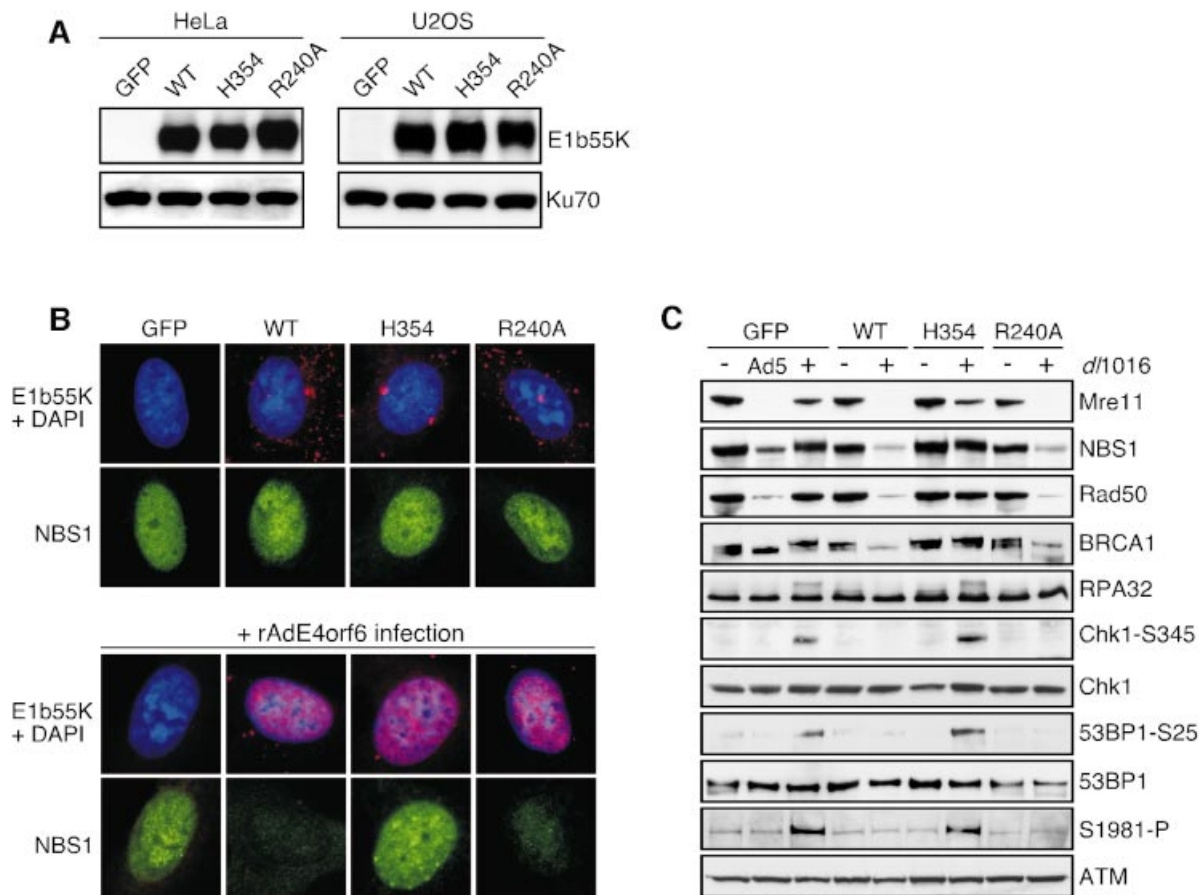 A
HeLa
U2OS
GFP WT H354 R240A
GFP WT H354 R240A
E1b55K
Ku70
B
GFP WT H354 R240A
E1b55K
+ DAPI
NBS1
+ rAdE4orf6 infection
E1b55K
+ DAPI
NBS1
C
GFP WT H354 R240A
- Ad5 + - + - + - + dl1016
Mre11
NBS1
Rad50
BRCA1
RPA32
Chk1-S345
Chk1
53BP1-S25
53BP1
S1981-P
ATM